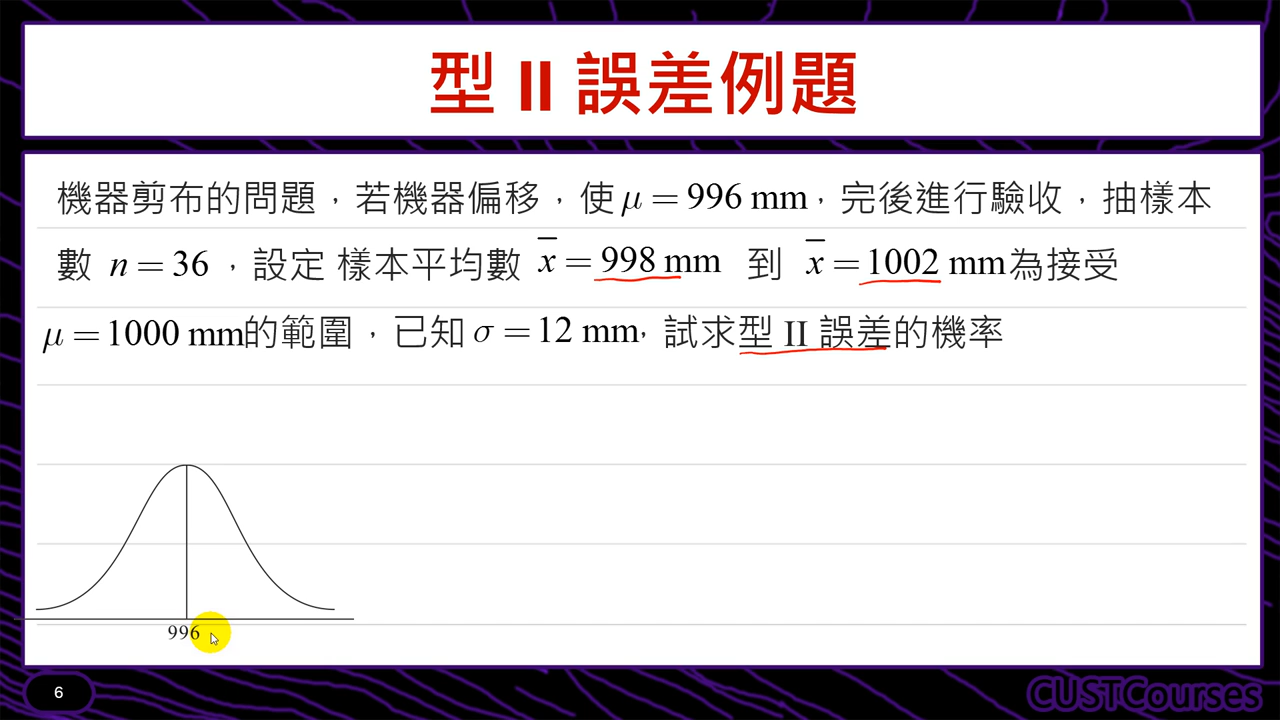 型 II 誤差例題
機器剪布的問題，若機器偏移，使 μ = 996 mm，完後進行驗收，抽樣本
數 n = 36 ，設定 樣本平均數 x̄ = 998 mm 到 x̄ = 1002 mm為接受
μ = 1000 mm的範圍，已知 σ = 12 mm，試求型 II 誤差的機率
996
6
CUSTCourses